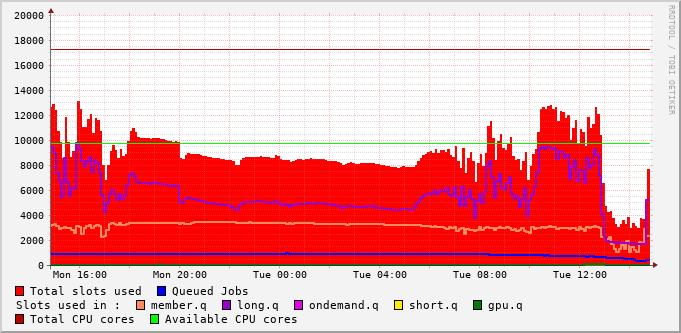 20000
18000
16000
14000
12000
10000
8000
6000
4000
2000
0
Mon 16:00 Mon 20:00 Tue 00:00 Tue 04:00 Tue 08:00 Tue 12:00
RRDTOOL / TOBI OETIKER
Total slots used Queued Jobs
Slots used in : member.q long.q ondemand.q short.q gpu.q
Total CPU cores Available CPU cores